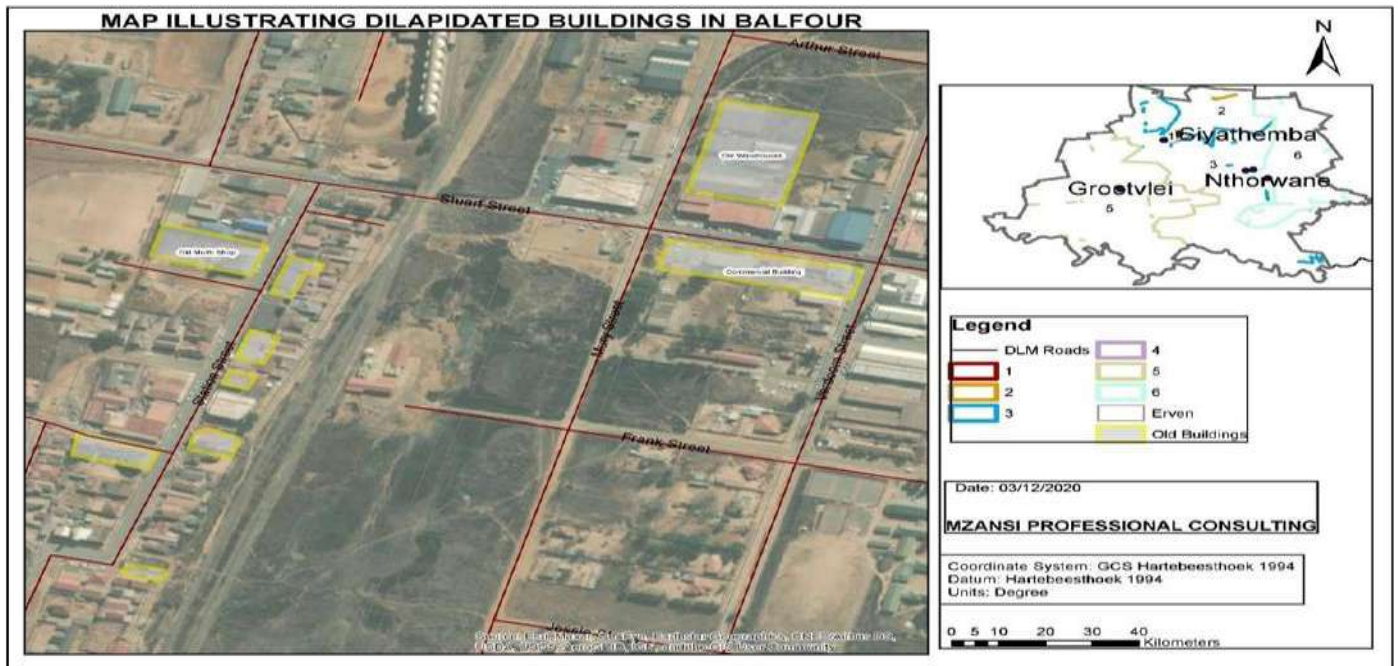 MAP ILLUSTRATING DILAPIDATED BUILDINGS IN BALFOUR
Arthur Street
Old Warehouse
Stuart Street
Old Multi Shop
Commercial Building
Station Street
Frank Street
N
2
1
Siyathemba
3
6
Grootvlei
Nthorwane
5
Legend
DLM Roads
1
2
3
4
5
6
Erven
Old Buildings
Date: 03/12/2020
MZANSI PROFESSIONAL CONSULTING
Coordinate System: GCS Hartebeesthoek 1994
Datum: Hartebeesthoek 1994
Units: Degree
0 5 10 20 30 40
Kilometers